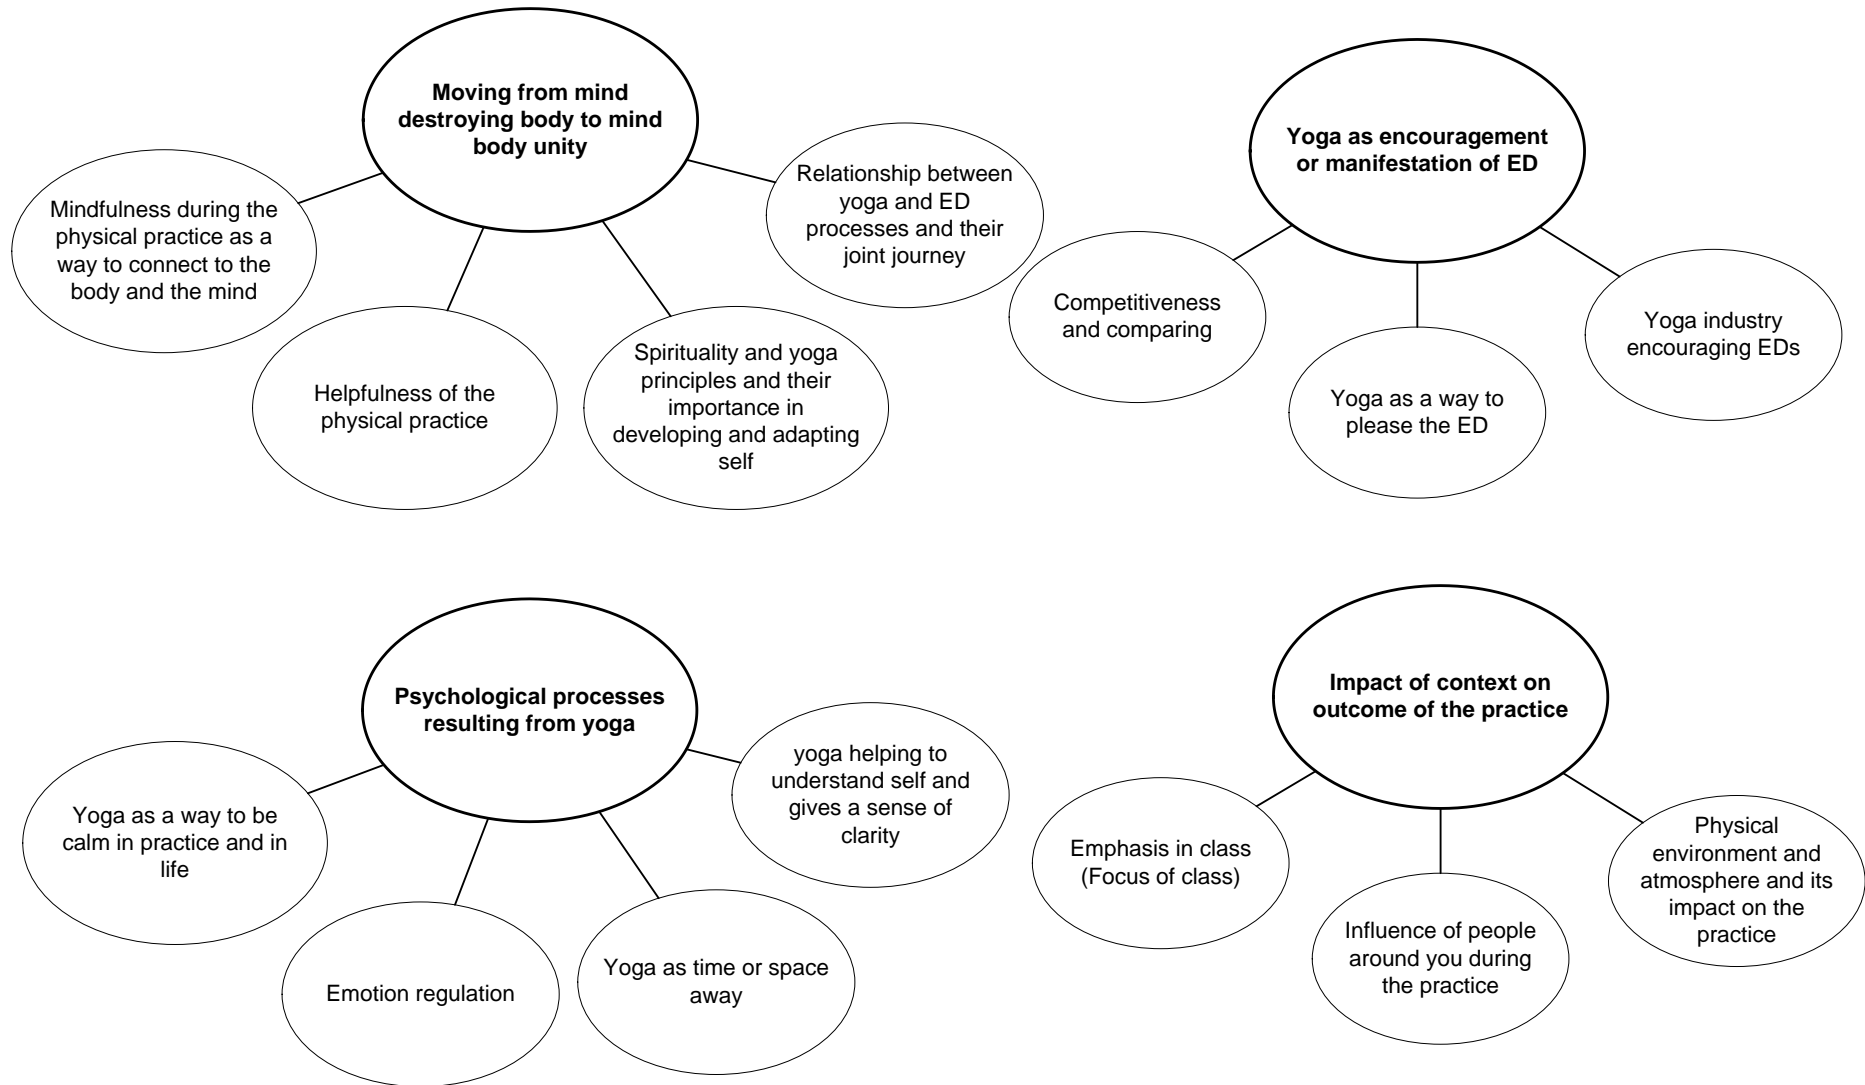 Moving from mind
destroying body to mind
body unity
Mindfulness during the
physical practice as a
way to connect to the
body and the mind
Helpfulness of the
physical practice
Spirituality and yoga
principles and their
importance in
developing and adapting
self
Relationship between
yoga and ED
processes and their
joint journey
Yoga as encouragement
or manifestation of ED
Competitiveness
and comparing
Yoga as a way to
please the ED
Yoga industry
encouraging EDs
Psychological processes
resulting from yoga
Yoga as a way to be
calm in practice and in
life
Emotion regulation
Yoga as time or space
away
yoga helping to
understand self and
gives a sense of
clarity
Impact of context on
outcome of the practice
Emphasis in class
(Focus of class)
Influence of people
around you during
the practice
Physical
environment and
atmosphere and its
impact on the
practice